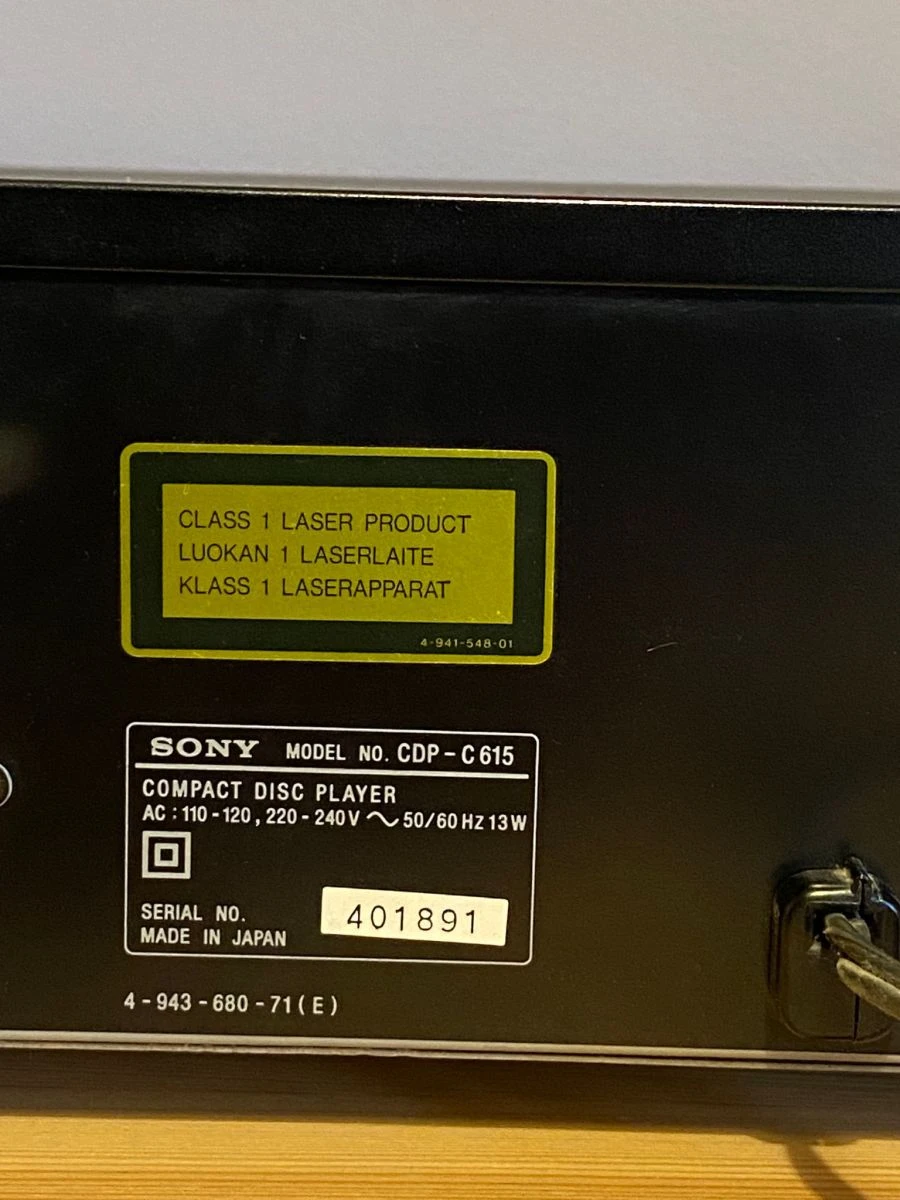 CLASS 1 LASER PRODUCT
LUOKAN 1 LASERLAITE
KLASS 1 LASERAPPARAT
4-941-548-01
SONY MODEL NO. CDP-C615
COMPACT DISC PLAYER
AC : 110-120, 220-240V ～ 50/60 Hz 13W
SERIAL NO. 401891
MADE IN JAPAN
4-943-680-71(E)